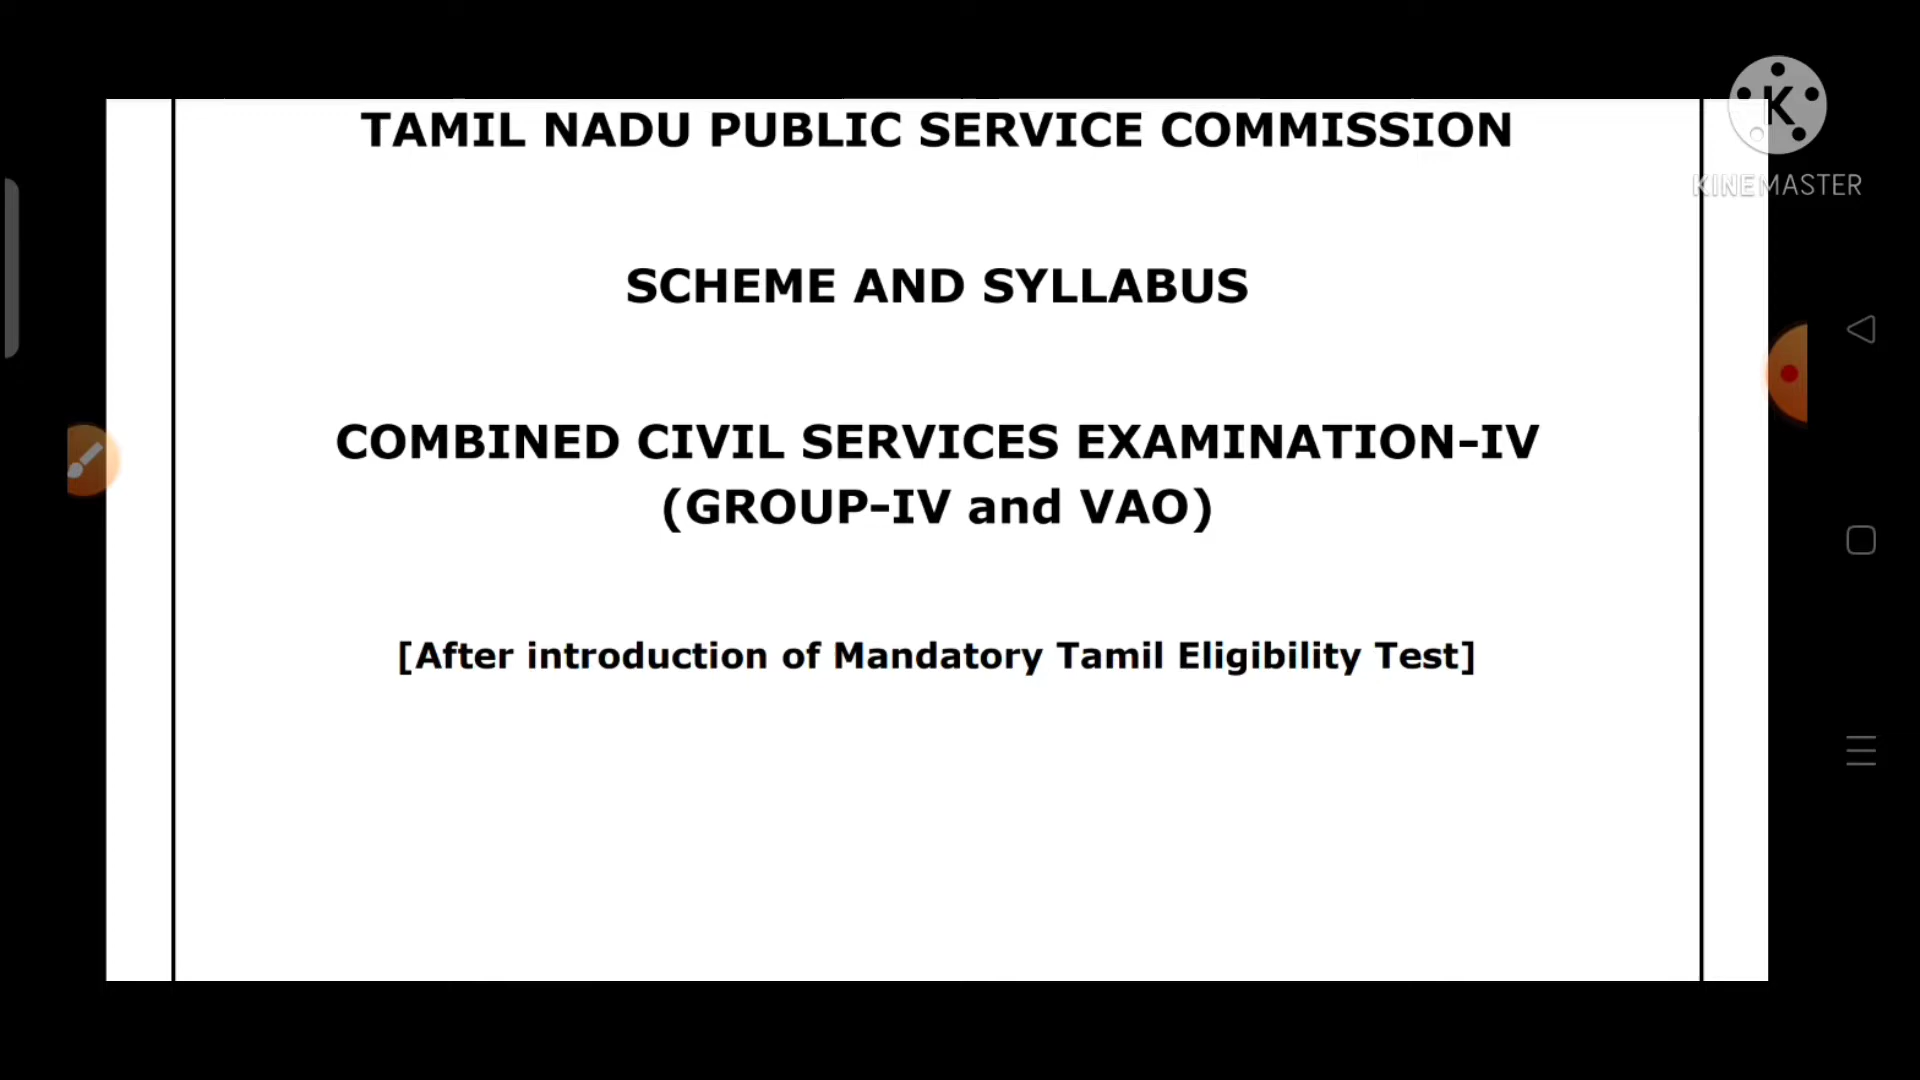 TAMIL NADU PUBLIC SERVICE COMMISSION
K
KINEMASTER
SCHEME AND SYLLABUS
COMBINED CIVIL SERVICES EXAMINATION-IV
(GROUP-IV and VAO)
[After introduction of Mandatory Tamil Eligibility Test]